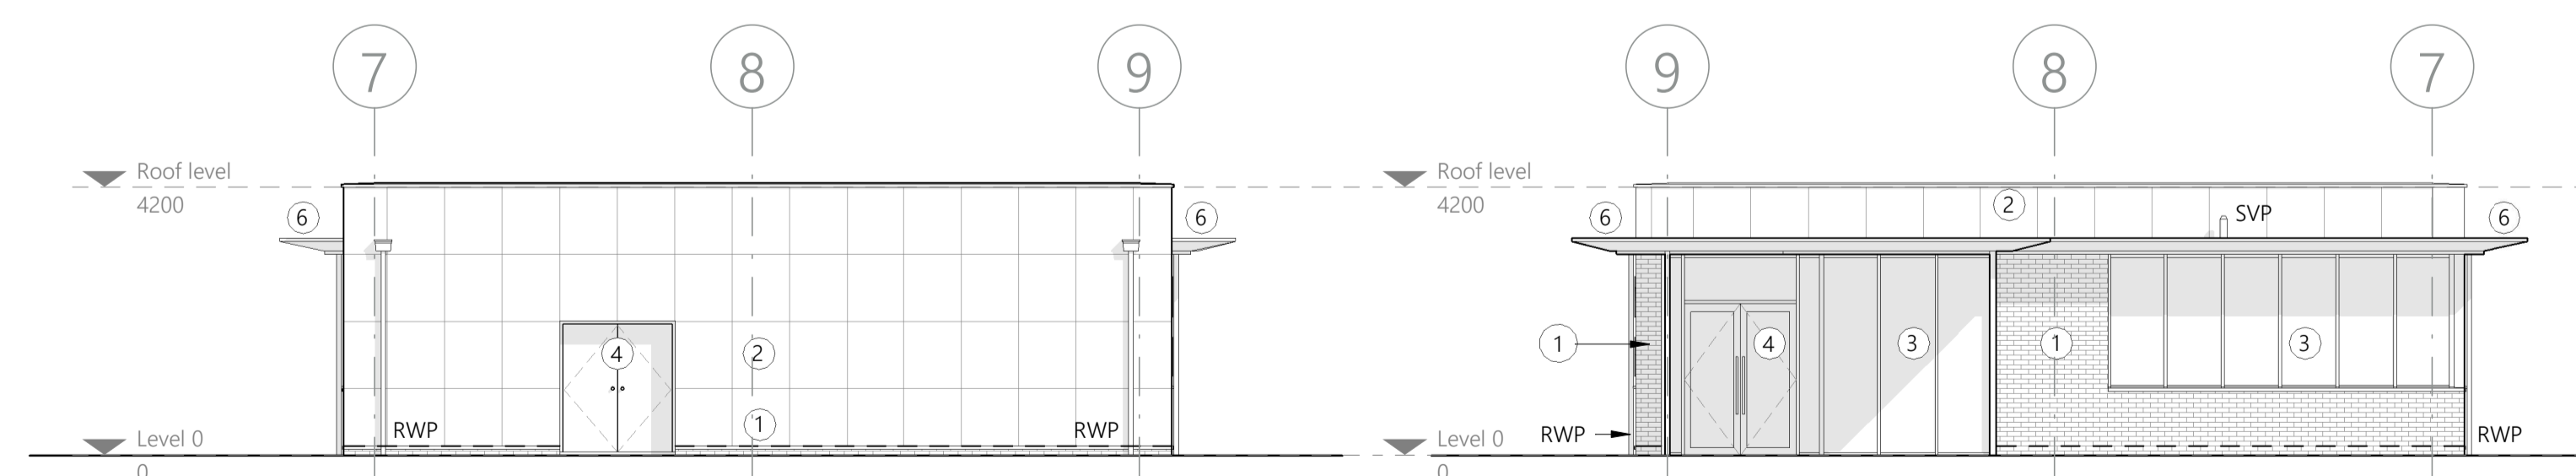 7 8 9 9 8 7
Roof level
4200
6 6
Roof level
4200
6 2 SVP 6
4 2
1 4 3 1 3
RWP 1 RWP
Level 0
0
RWP
Level 0
0
RWP